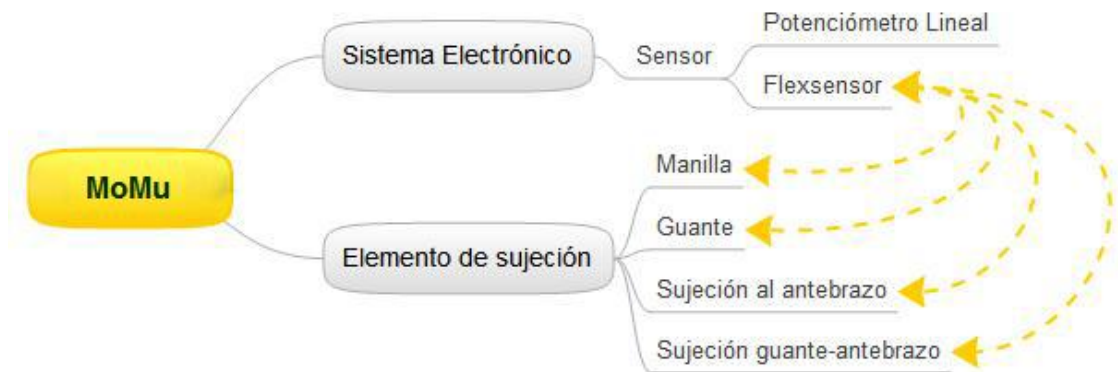 MoMu
Sistema Electrónico
Sensor
Potenciómetro Lineal
Flexsensor
Elemento de sujeción
Manilla
Guante
Sujeción al antebrazo
Sujeción guante-antebrazo